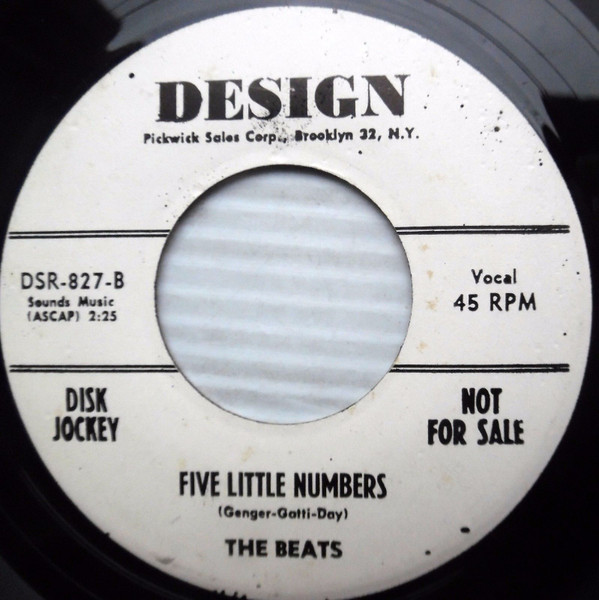 DESIGN
Pickwick Sales Corp., Brooklyn 32, N.Y.
DSR-827-B
Sounds Music
(ASCAP) 2:25
Vocal
45 RPM
DISK
JOCKEY
NOT
FOR SALE
FIVE LITTLE NUMBERS
(Genger-Gatti-Day)
THE BEATS